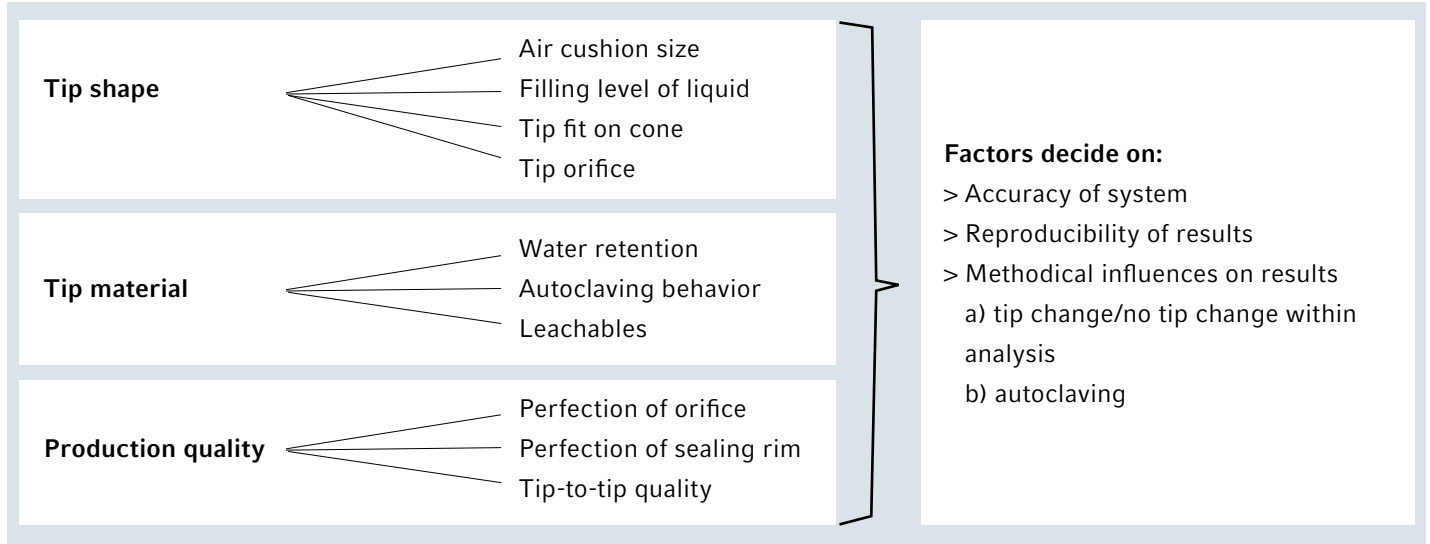 Tip shape
Air cushion size
Filling level of liquid
Tip fit on cone
Tip orifice
Tip material
Water retention
Autoclaving behavior
Leachables
Production quality
Perfection of orifice
Perfection of sealing rim
Tip-to-tip quality
Factors decide on:
> Accuracy of system
> Reproducibility of results
> Methodical influences on results
a) tip change/no tip change within
analysis
b) autoclaving